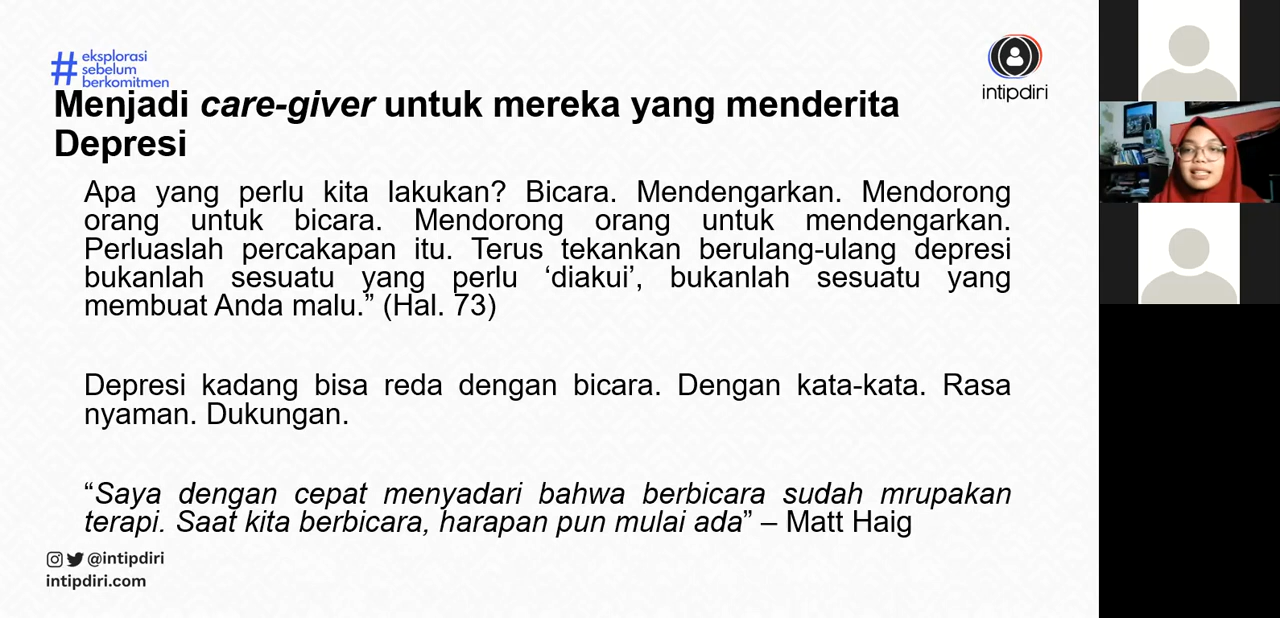 # eksplorasi
sebelum
berkomitmen
intipdiri
Menjadi care-giver untuk mereka yang menderita
Depresi
Apa yang perlu kita lakukan? Bicara. Mendengarkan. Mendorong
orang untuk bicara. Mendorong orang untuk mendengarkan.
Perluaslah percakapan itu. Terus tekankan berulang-ulang depresi
bukanlah sesuatu yang perlu ‘diakui’, bukanlah sesuatu yang
membuat Anda malu.” (Hal. 73)
Depresi kadang bisa reda dengan bicara. Dengan kata-kata. Rasa
nyaman. Dukungan.
“Saya dengan cepat menyadari bahwa berbicara sudah mrupakan
terapi. Saat kita berbicara, harapan pun mulai ada” – Matt Haig
@intipdiri
intipdiri.com